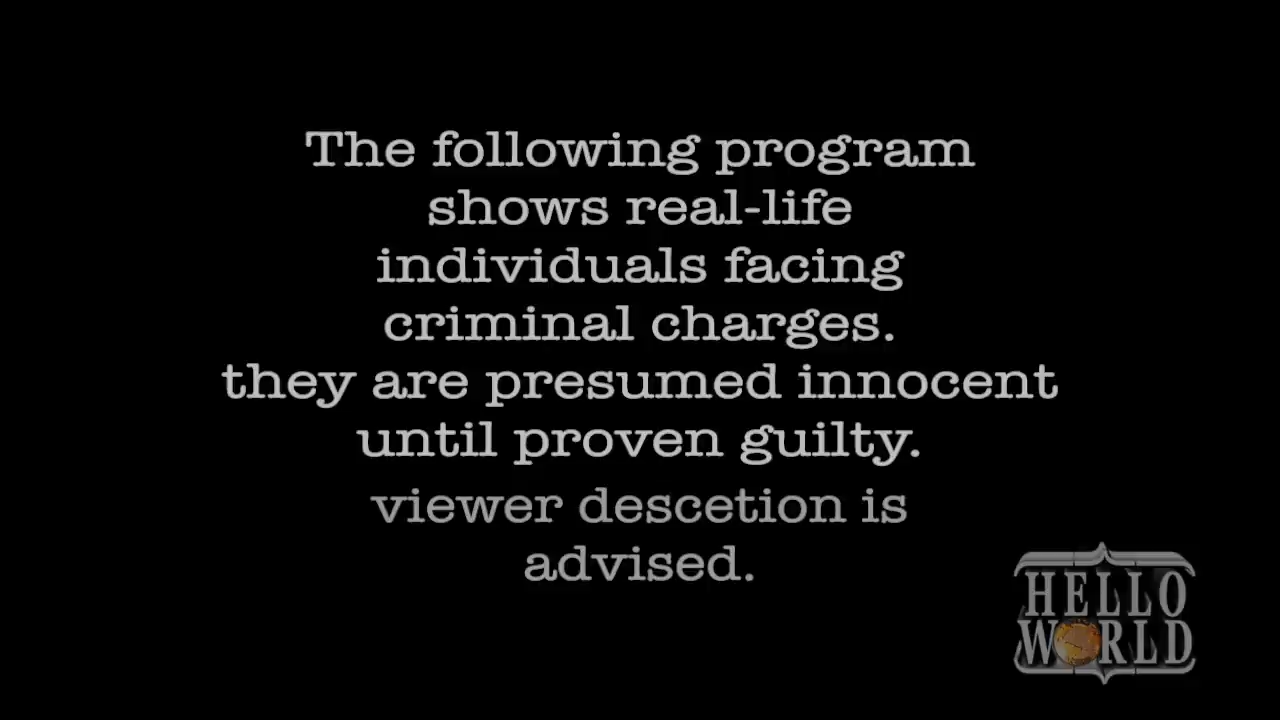 The following program
shows real-life
individuals facing
criminal charges.
they are presumed innocent
until proven guilty.
viewer descetion is
advised.
HELLO
WORLD